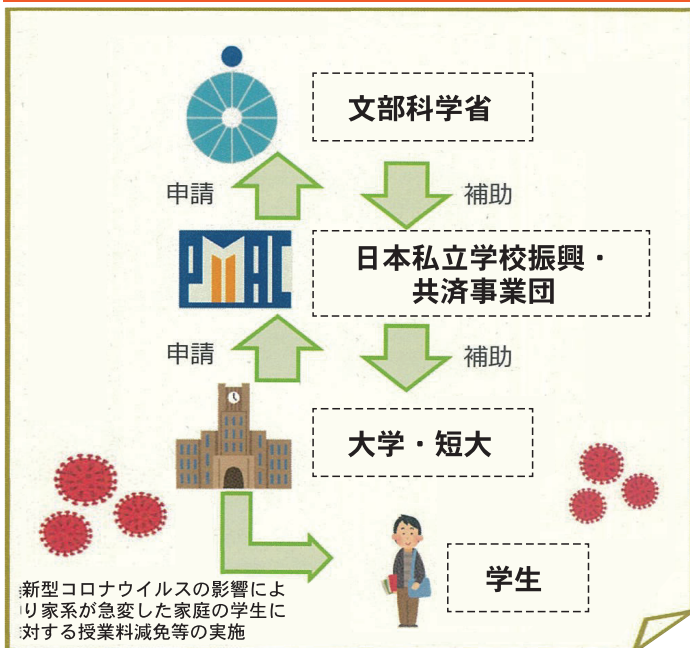 文部科学省
申請
補助
PMAC
日本私立学校振興・
共済事業団
申請
補助
大学・短大
学生
新型コロナウイルスの影響によ
り家系が急変した家庭の学生に
対する授業料減免等の実施